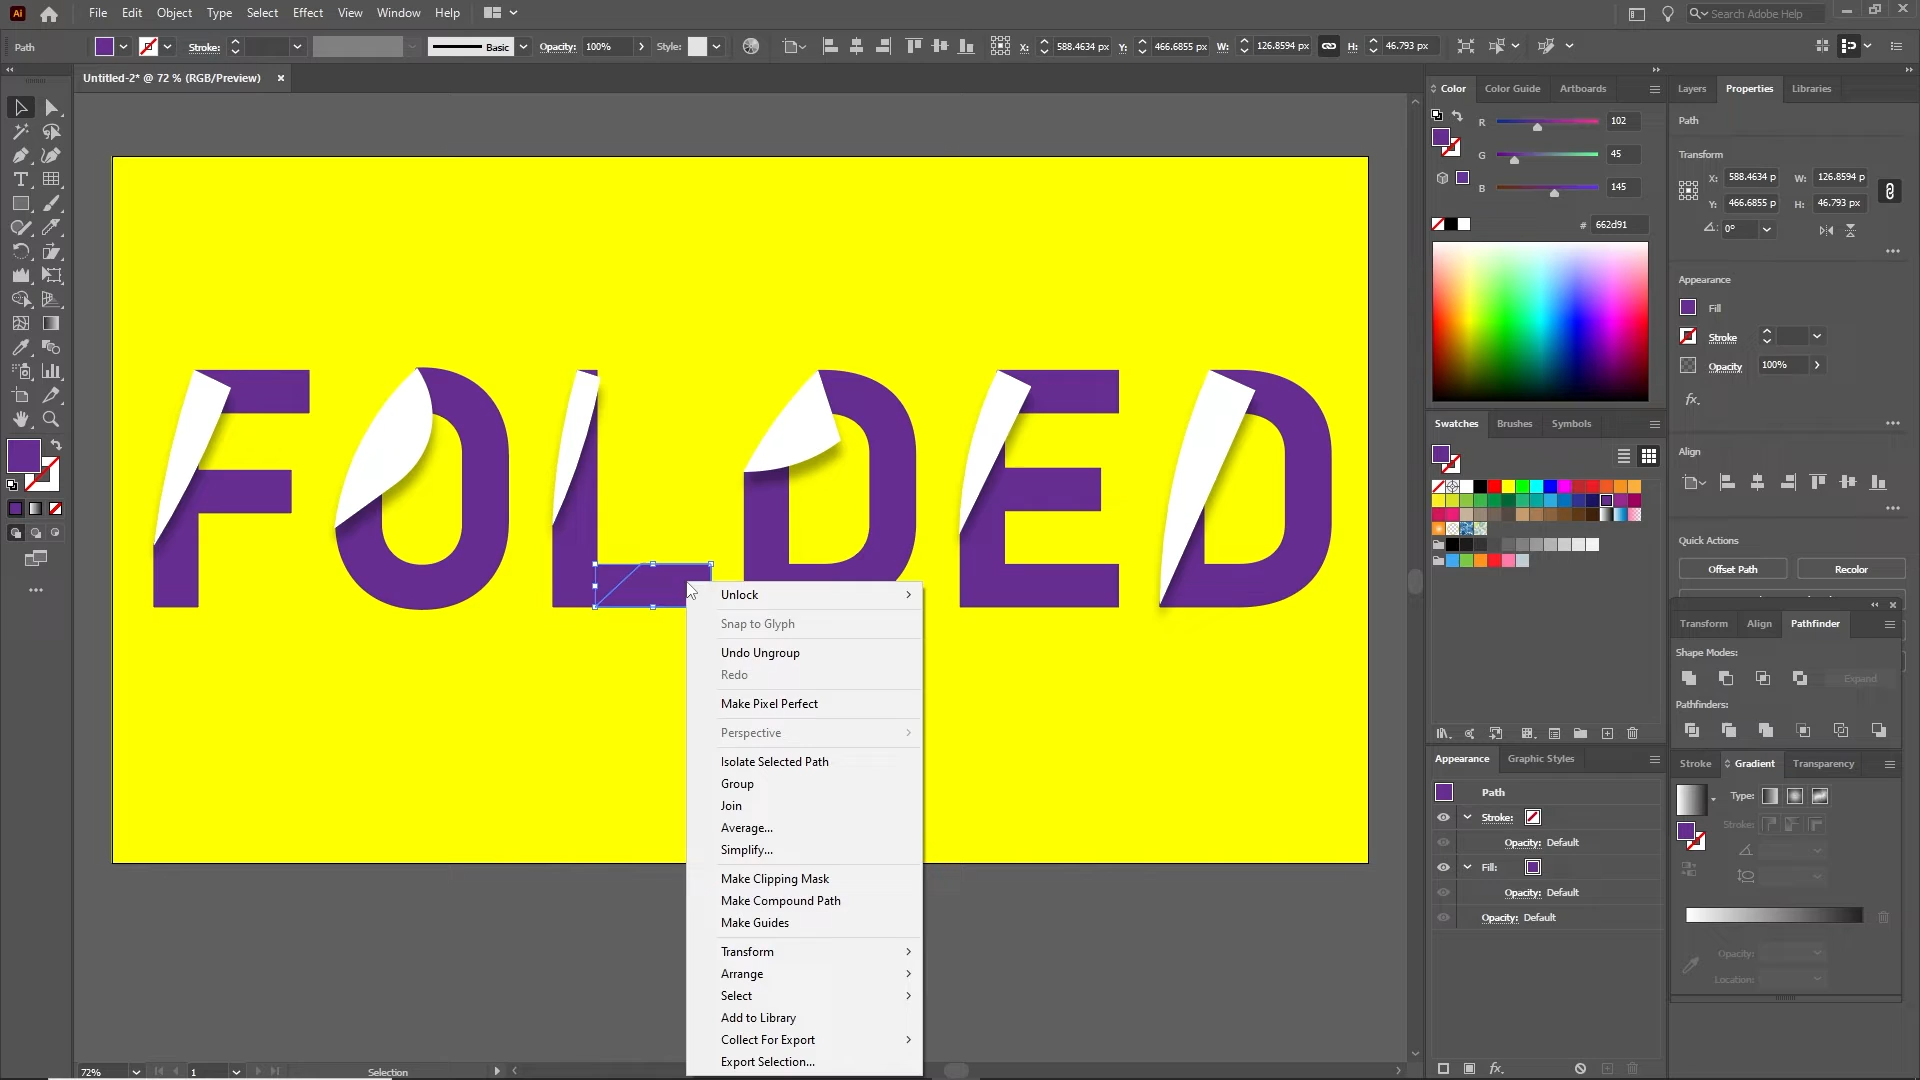 Ai File Edit Object Type Select Effect View Window Help Search Adobe Help
Path Stroke: Basic Opacity: 100% Style: X: 588.4634 px Y: 466.6855 px W: 126.8594 px H: 46.793 px
Untitled-2* @ 72 % (RGB/Preview) ×
FOLDED
Unlock
Snap to Glyph
Undo Ungroup
Redo
Make Pixel Perfect
Perspective
Isolate Selected Path
Group
Join
Average...
Simplify...
Make Clipping Mask
Make Compound Path
Make Guides
Transform
Arrange
Select
Add to Library
Collect For Export
Export Selection...
72% 1 Selection
Color Color Guide Artboards
R 102
G 45
B 145
# 662d91
Swatches Brushes Symbols
Appearance Graphic Styles
Path
Stroke:
Opacity: Default
Fill:
Opacity: Default
Opacity: Default
fx.
Layers Properties Libraries
Path
Transform
X: 588.4634 p W: 126.8594 p
Y: 466.6855 p H: 46.793 px
0°
Appearance
Fill
Stroke
Opacity 100%
fx.
Align
Quick Actions
Offset Path Recolor
Transform Align Pathfinder
Shape Modes:
Expand
Pathfinders:
Stroke Gradient Transparency
Type:
Stroke:
Opacity:
Location: